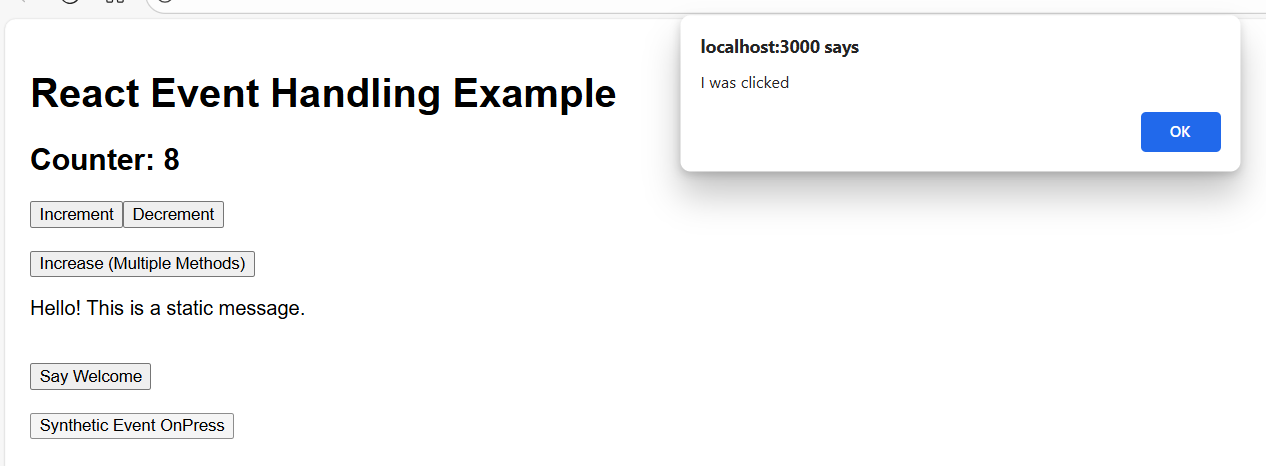 localhost:3000 says
I was clicked
OK
React Event Handling Example
Counter: 8
Increment Decrement
Increase (Multiple Methods)
Hello! This is a static message.
Say Welcome
Synthetic Event OnPress